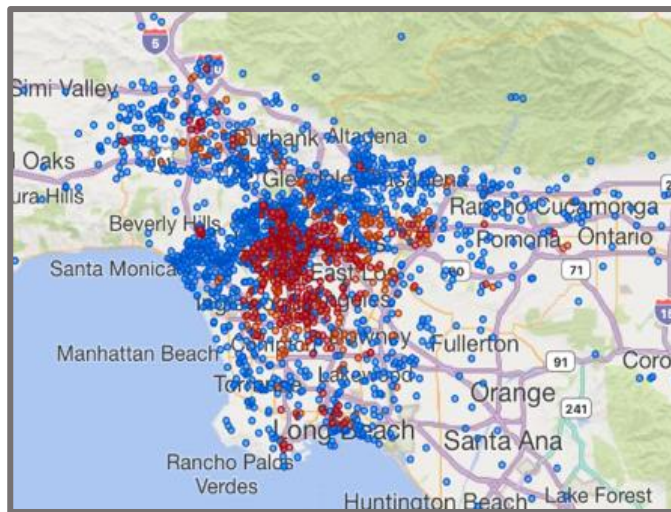 5
Simi Valley
Burbank
Altadena
l Oaks
ura Hills
Glendale
Pasadena
Rancho Cucamonga
Beverly Hills
Pomona
Ontario
Santa Monica
East Los
Angeles
71
Manhattan Beach
Downey
Fullerton
Compton
Lakewood
91
Coro
Torrance
Orange
241
Long Beach
Santa Ana
Rancho Palos
Verdes
Huntington Beach
Lake Forest